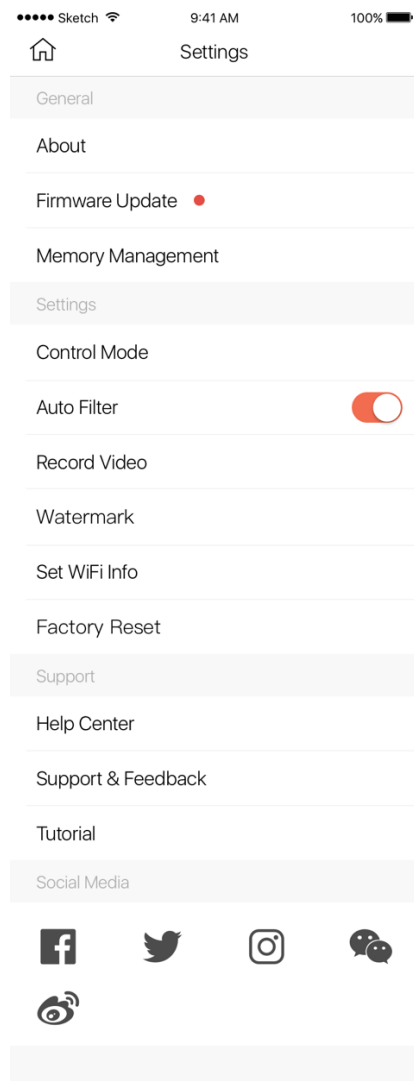 Sketch 9:41 AM 100%
Settings
General
About
Firmware Update
Memory Management
Settings
Control Mode
Auto Filter
Record Video
Watermark
Set WiFi Info
Factory Reset
Support
Help Center
Support & Feedback
Tutorial
Social Media